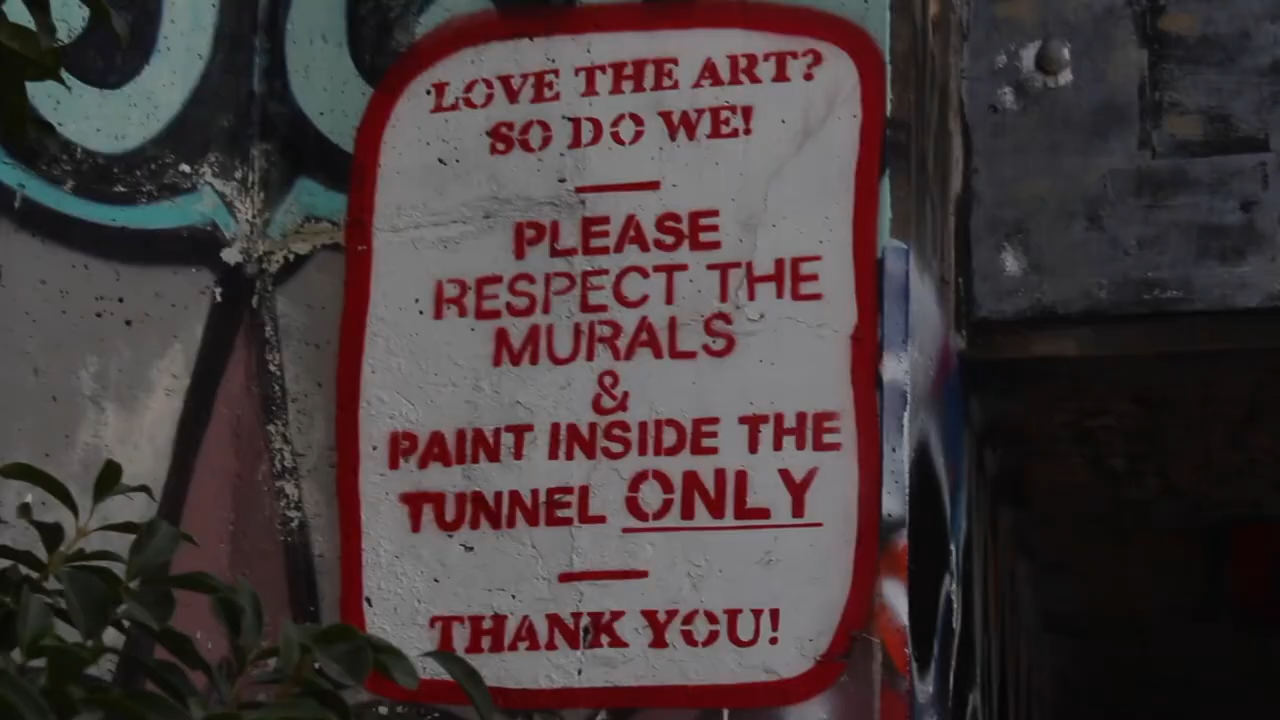 LOVE THE ART?
SO DO WE!
PLEASE
RESPECT THE
MURALS
&
PAINT INSIDE THE
TUNNEL ONLY
THANK YOU!